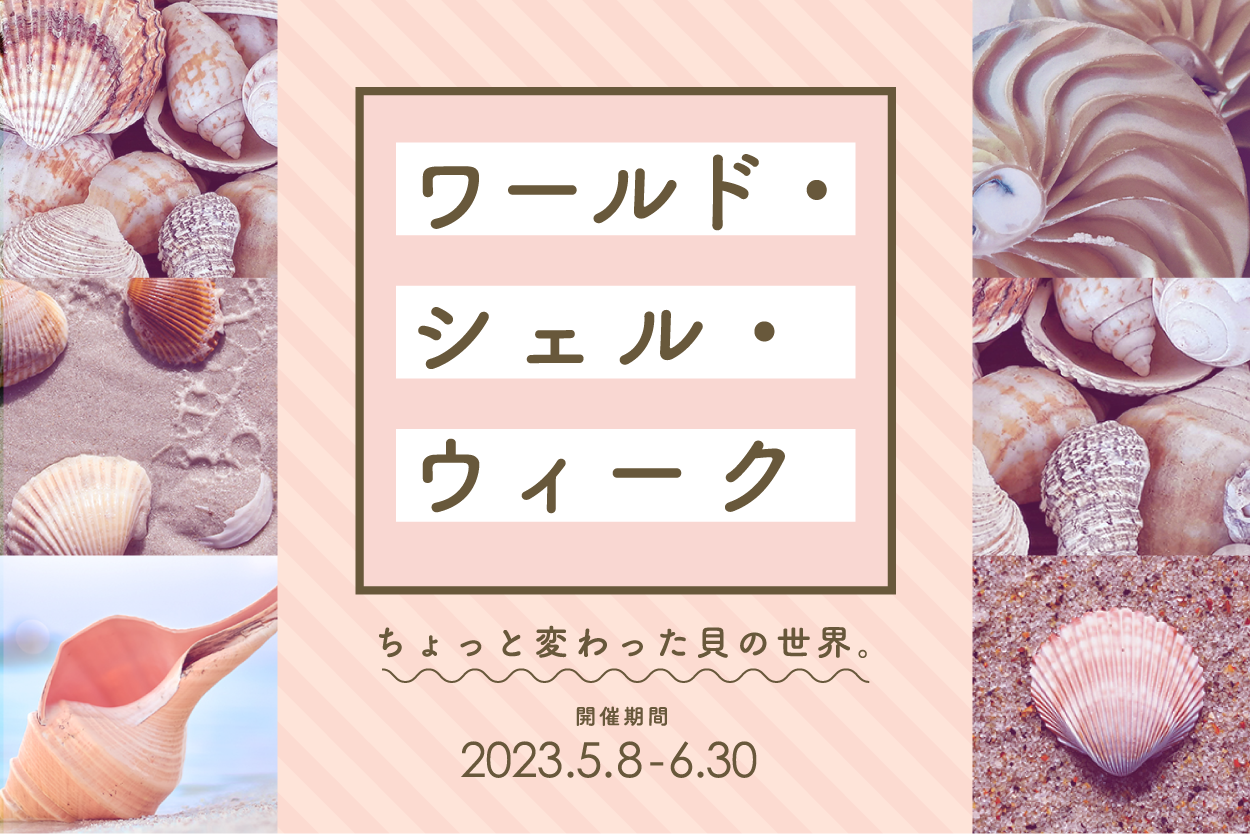 ワールド・
シェル・
ウィーク
ちょっと変わった貝の世界。
開催期間
2023.5.8-6.30